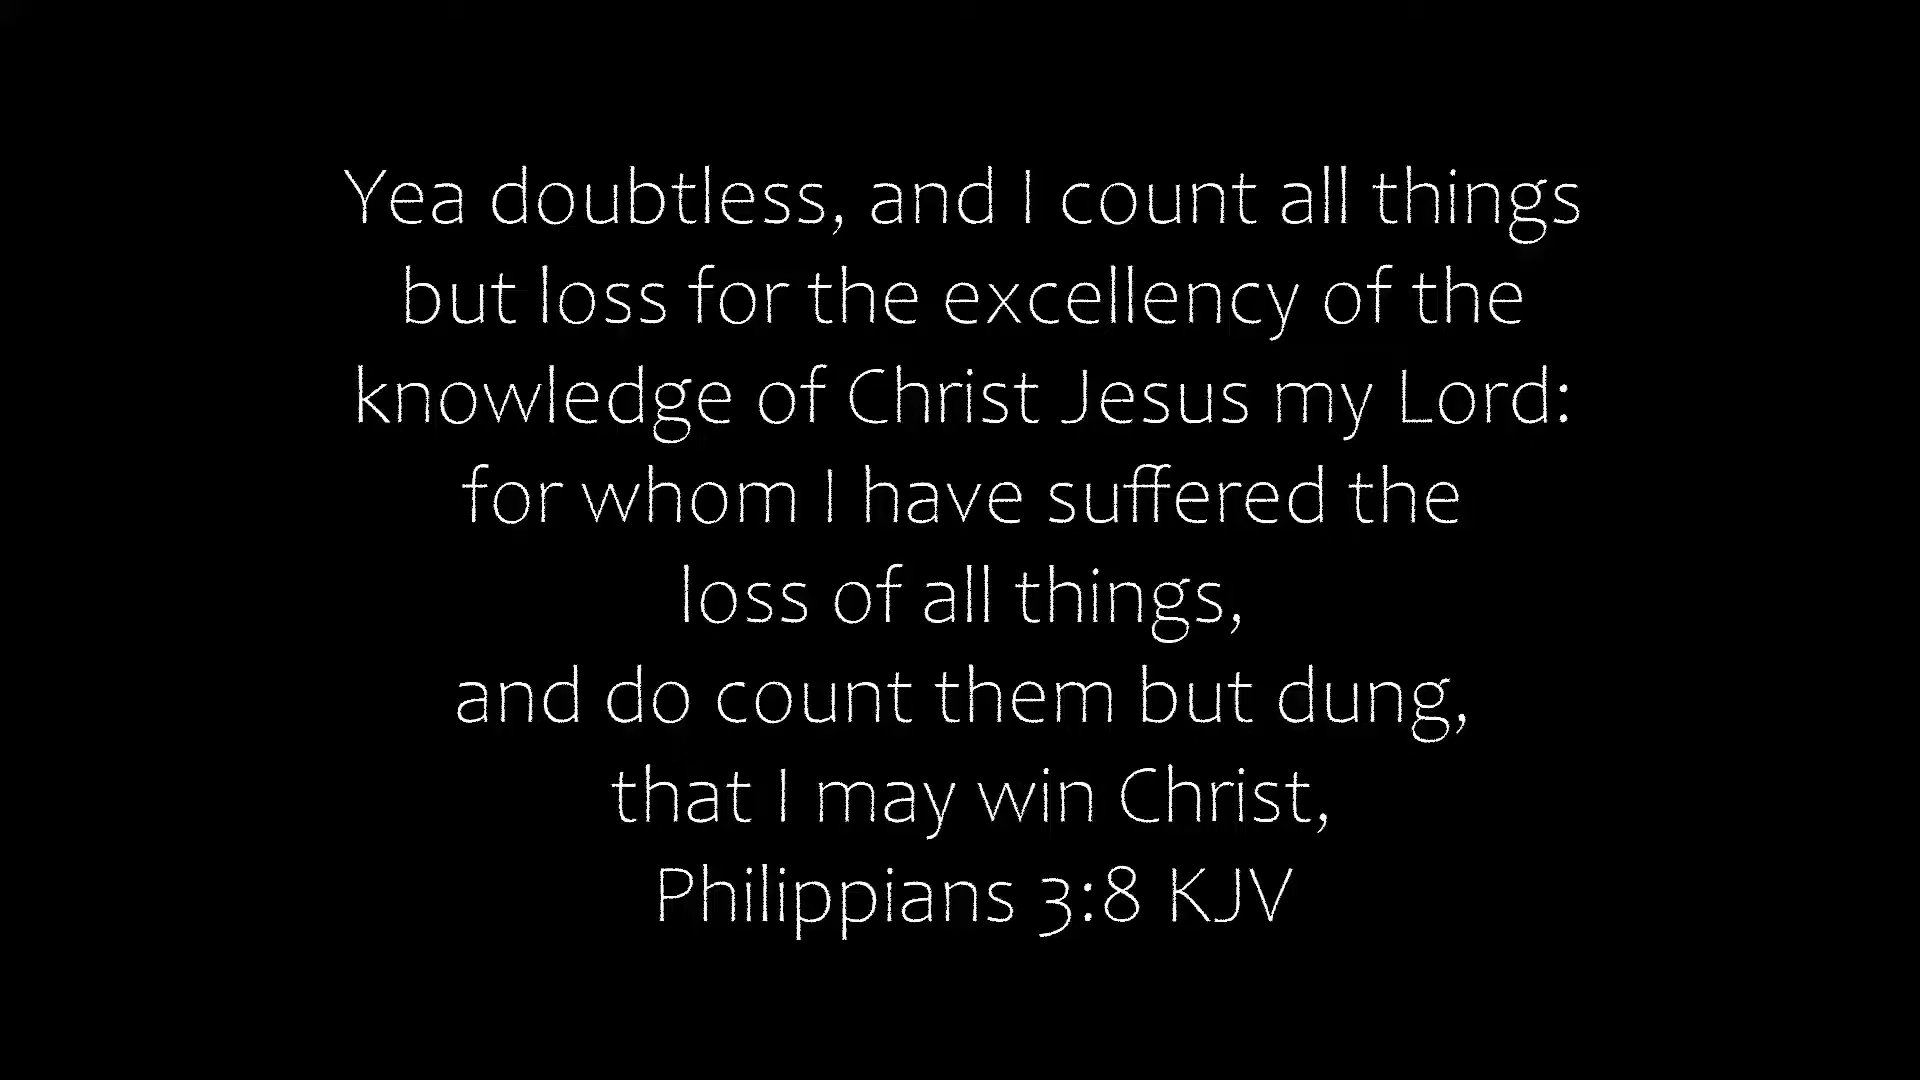 Yea doubtless, and I count all things
but loss for the excellency of the
knowledge of Christ Jesus my Lord:
for whom I have suffered the
loss of all things,
and do count them but dung,
that I may win Christ,
Philippians 3:8 KJV